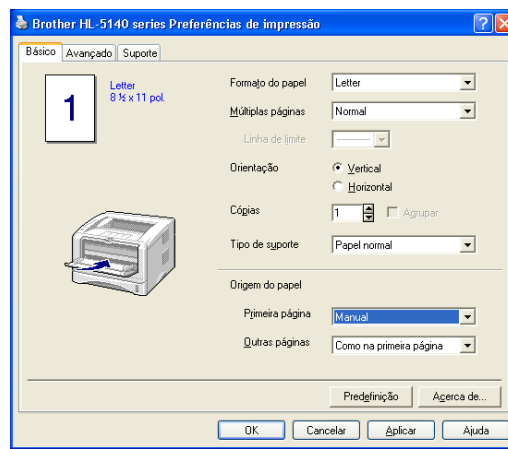 Brother HL-5140 series Preferências de impressão
Básico Avançado Suporte
1
Letter
8 ½ x 11 pol.
Formato do papel Letter
Múltiplas páginas Normal
Linha de limite
Orientação Vertical
Horizontal
Cópias 1 Agrupar
Tipo de suporte Papel normal
Origem do papel
Primeira página Manual
Outras páginas Como na primeira página
Predefinição Acerca de...
OK Cancelar Aplicar Ajuda